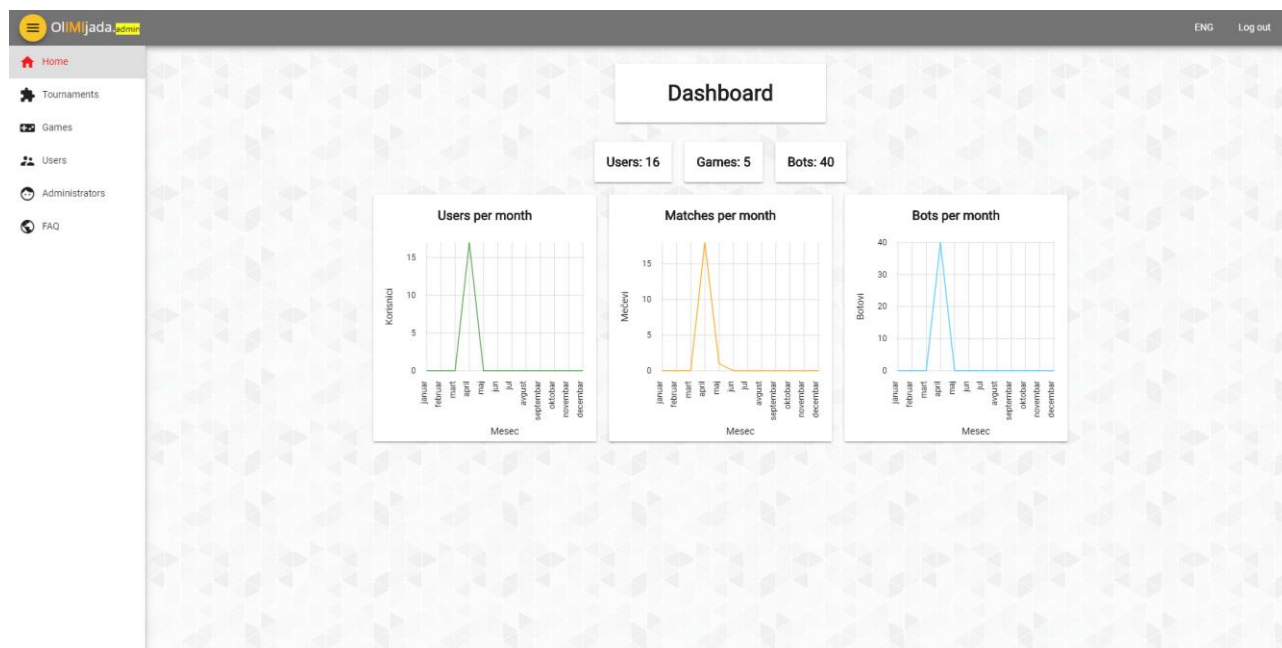 OlIMIjada.admin
ENG
Log out
Home
Tournaments
Games
Users
Administrators
FAQ
Dashboard
Users: 16
Games: 5
Bots: 40
Users per month
15
10
5
0
Korisnici
januar
februar
mart
april
maj
jun
jul
avgust
septembar
oktobar
novembar
decembar
Mesec
Matches per month
15
10
5
0
Mečevi
januar
februar
mart
april
maj
jun
jul
avgust
septembar
oktobar
novembar
decembar
Mesec
Bots per month
40
30
20
10
0
Botovi
januar
februar
mart
april
maj
jun
jul
avgust
septembar
oktobar
novembar
decembar
Mesec